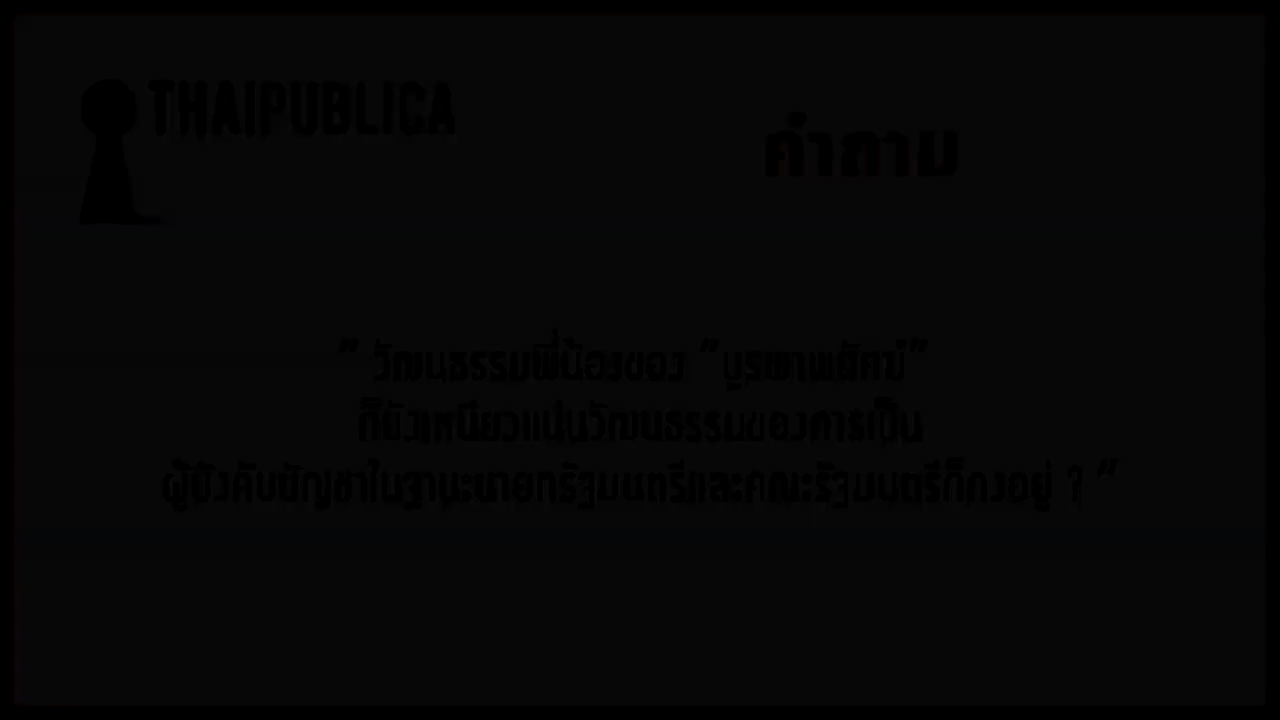 THAIPUBLICA
คำถาม
" วัฒนธรรมพี่น้องของ "บูรพาพยัคฆ์"
ก็ยังเหนียวแน่นวัฒนธรรมของการเป็น
ผู้บังคับบัญชาในฐานะนายกรัฐมนตรีและคณะรัฐมนตรีก็คงอยู่ ? "